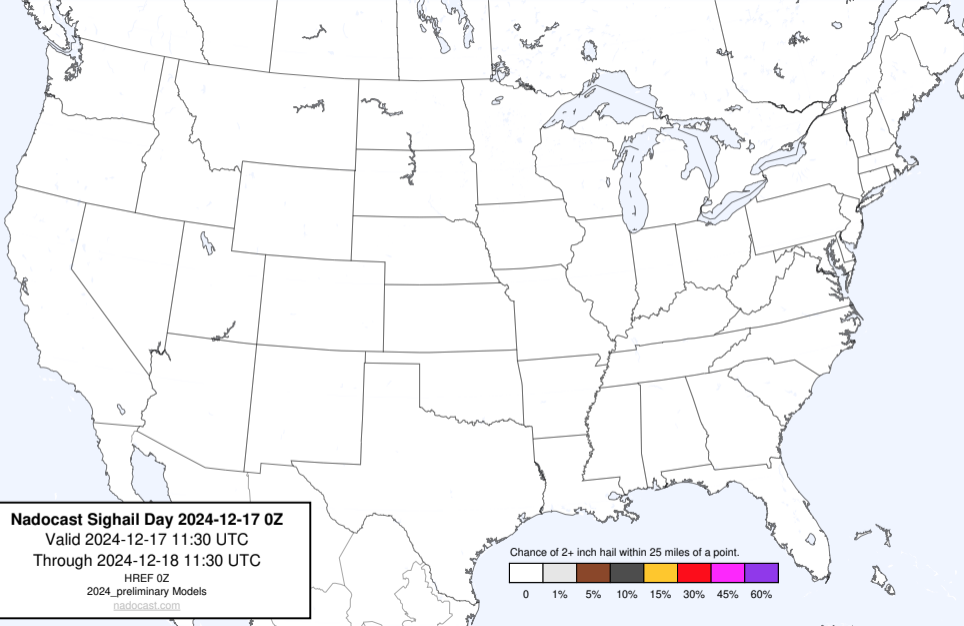 Nadocast Sighail Day 2024-12-17 0Z
Valid 2024-12-17 11:30 UTC
Through 2024-12-18 11:30 UTC
HREF 0Z
2024_preliminary Models
nadocast.com
Chance of 2+ inch hail within 25 miles of a point.
0 1% 5% 10% 15% 30% 45% 60%